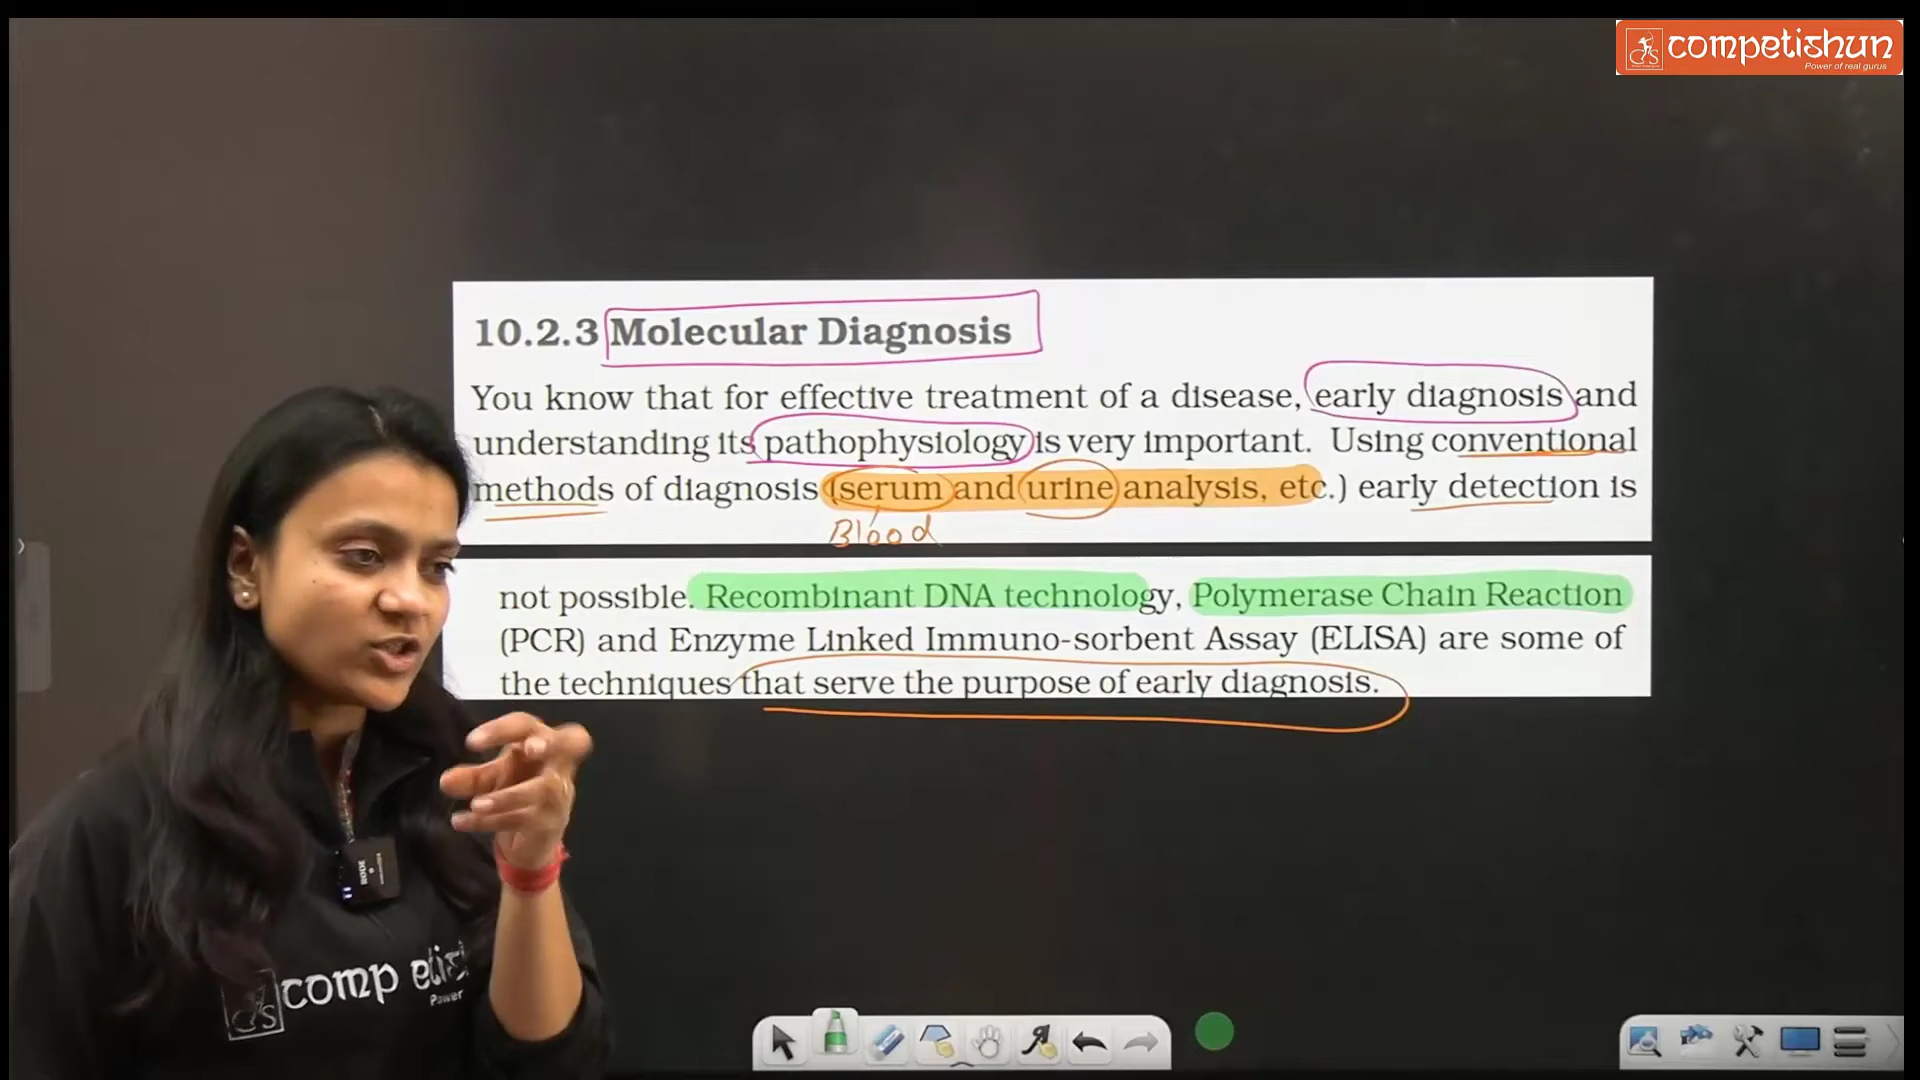 competishun
Power of real gurus
10.2.3 Molecular Diagnosis
You know that for effective treatment of a disease, early diagnosis and
understanding its pathophysiology is very important. Using conventional
methods of diagnosis (serum and urine analysis, etc.) early detection is
Blood
not possible. Recombinant DNA technology, Polymerase Chain Reaction
(PCR) and Enzyme Linked Immuno-sorbent Assay (ELISA) are some of
the techniques that serve the purpose of early diagnosis.
RODE
CS
Power